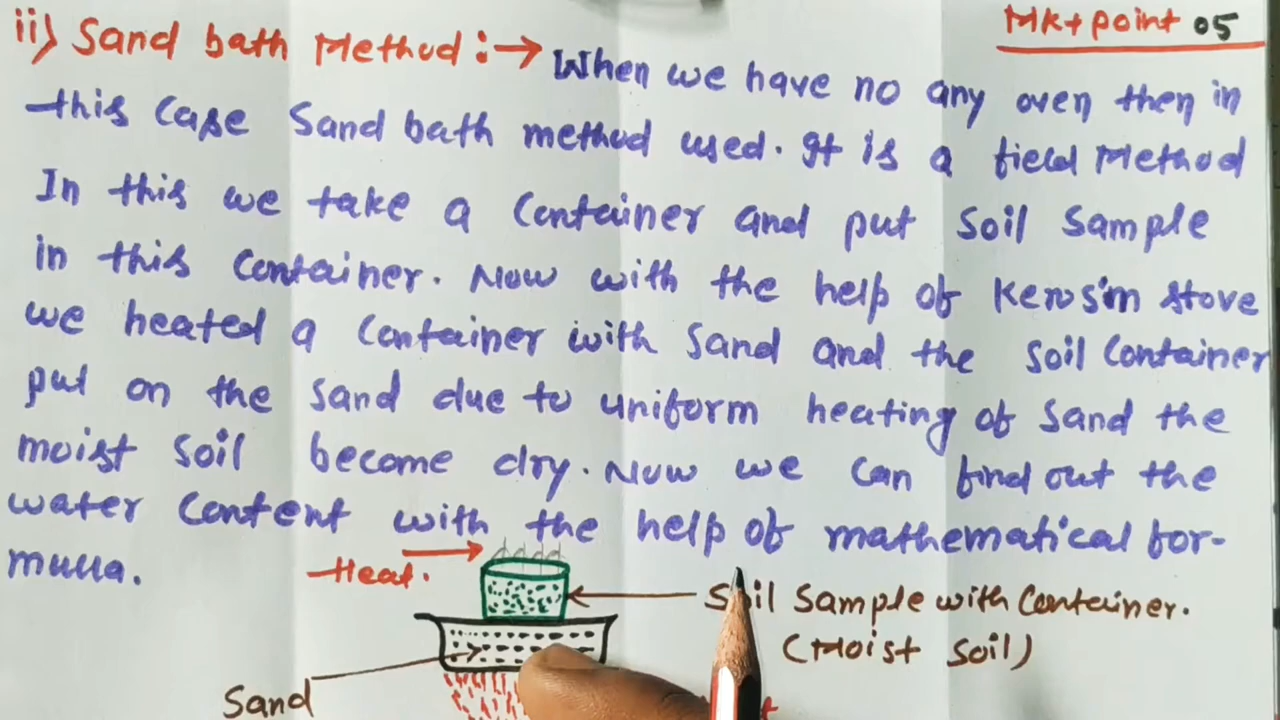 Mk+point 05
ii) Sand bath Method:→ When we have no any oven then in
this case Sand bath method used. It is a field Method
In this we take a Container and put Soil Sample
in this Container. Now with the help of Kerosim stove
we heated a Container with Sand and the Soil Container
put on the Sand due to uniform heating of Sand the
moist Soil become dry. Now we can find out the
water Content with the help of mathematical for-
mulla.
Heat.
Soil Sample with Container.
(Moist Soil)
Sand